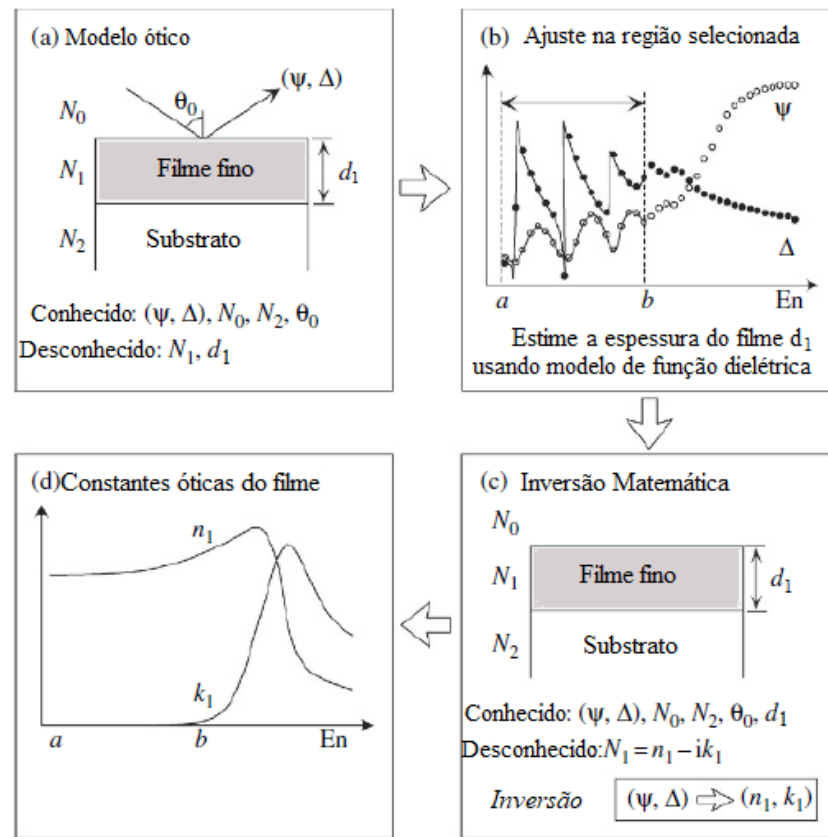 (a) Modelo ótico
(ψ, Δ)
N₀
θ₀
N₁
Filme fino
d₁
N₂
Substrato
Conhecido: (ψ, Δ), N₀, N₂, θ₀
Desconhecido: N₁, d₁
(b) Ajuste na região selecionada
ψ
Δ
a
b
En
Estime a espessura do filme d₁
usando modelo de função dielétrica
(d)Constantes óticas do filme
n₁
k₁
a
b
En
(c) Inversão Matemática
N₀
N₁
Filme fino
d₁
N₂
Substrato
Conhecido: (ψ, Δ), N₀, N₂, θ₀, d₁
Desconhecido:N₁ = n₁ – ik₁
Inversão (ψ, Δ) ⇨ (n₁, k₁)